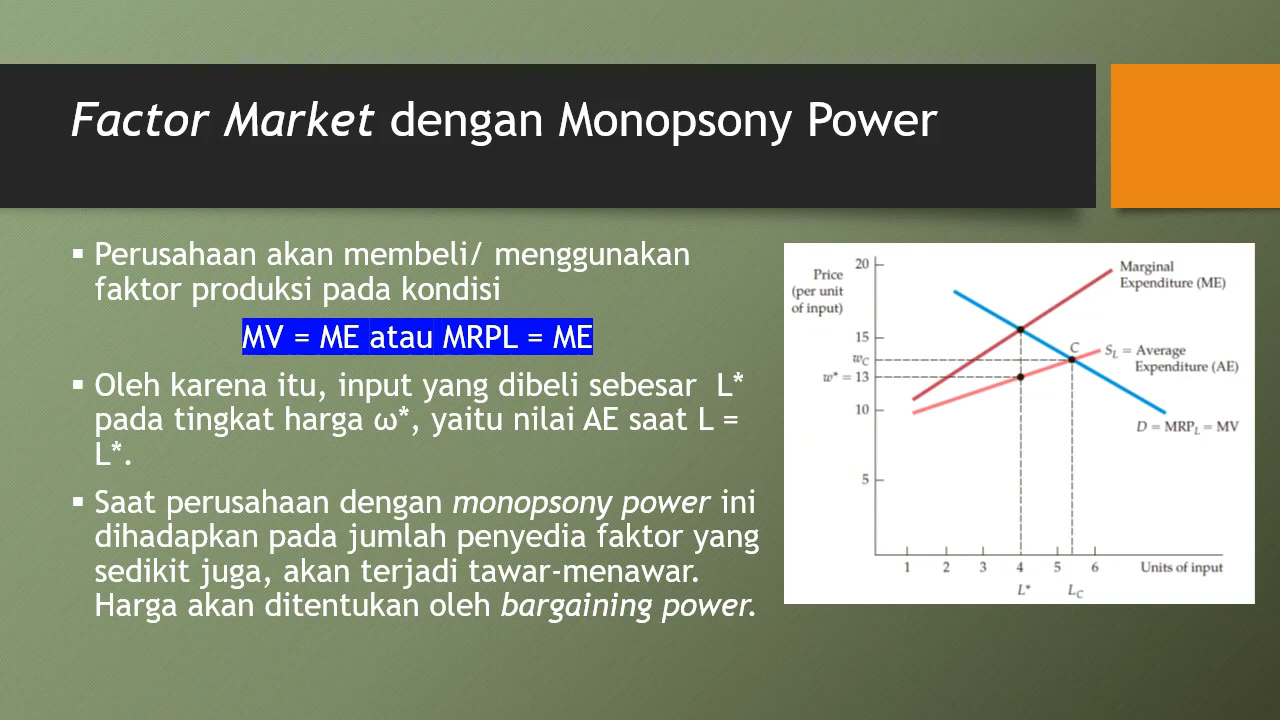 Factor Market dengan Monopsony Power
▪ Perusahaan akan membeli/ menggunakan
faktor produksi pada kondisi
MV = ME atau MRPL = ME
▪ Oleh karena itu, input yang dibeli sebesar L*
pada tingkat harga ω*, yaitu nilai AE saat L =
L*.
▪ Saat perusahaan dengan monopsony power ini
dihadapkan pada jumlah penyedia faktor yang
sedikit juga, akan terjadi tawar-menawar.
Harga akan ditentukan oleh bargaining power.
Price
(per unit
of input)
20
15
w_C
w* = 13
10
5
Marginal
Expenditure (ME)
C
S_L = Average
Expenditure (AE)
D = MRP_L = MV
1 2 3 4 5 6 Units of input
L* L_C